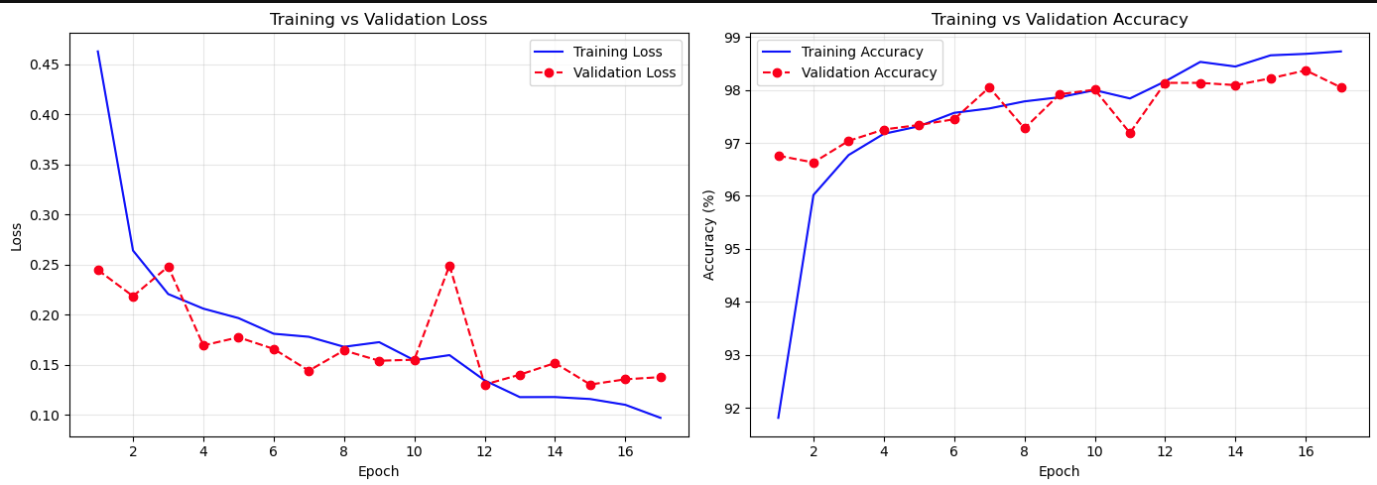 Training vs Validation Loss
Training Loss
Validation Loss
0.45
0.40
0.35
0.30
0.25
0.20
0.15
0.10
Loss
2 4 6 8 10 12 14 16
Epoch
Training vs Validation Accuracy
Training Accuracy
Validation Accuracy
99
98
97
96
95
94
93
92
Accuracy (%)
2 4 6 8 10 12 14 16
Epoch